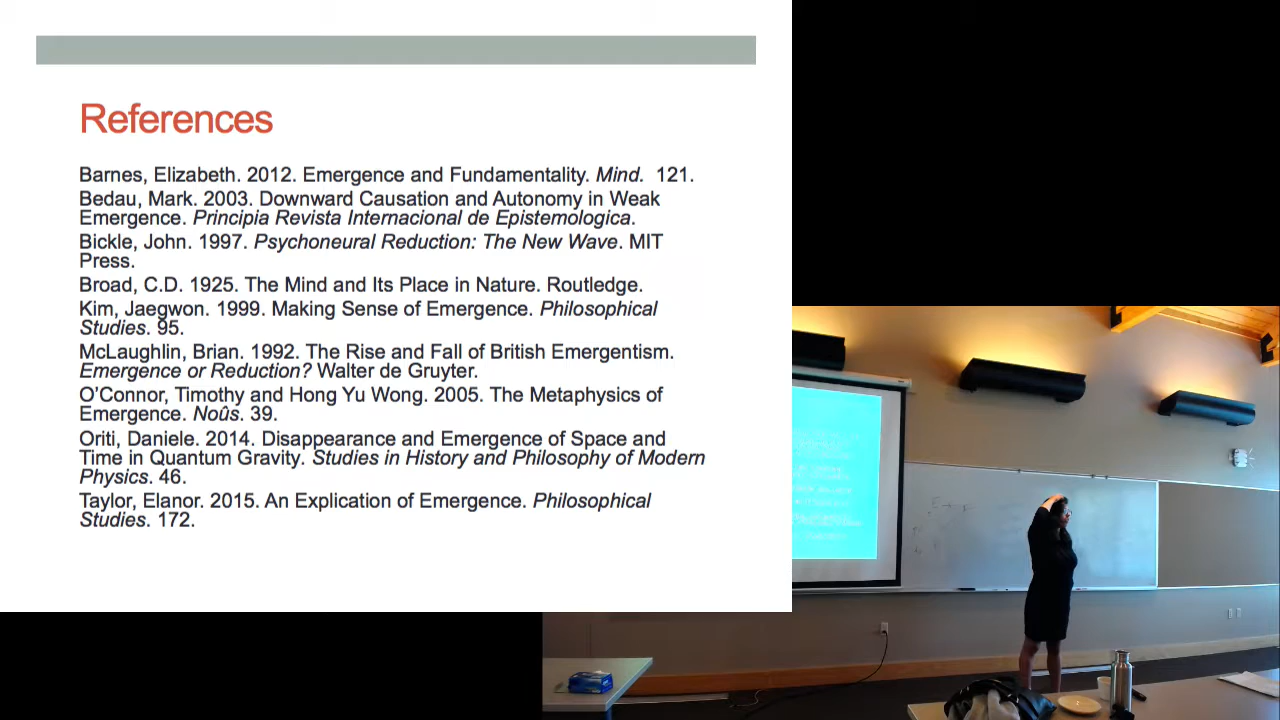 References
Barnes, Elizabeth. 2012. Emergence and Fundamentality. Mind. 121.
Bedau, Mark. 2003. Downward Causation and Autonomy in Weak
Emergence. Principia Revista Internacional de Epistemologica.
Bickle, John. 1997. Psychoneural Reduction: The New Wave. MIT
Press.
Broad, C.D. 1925. The Mind and Its Place in Nature. Routledge.
Kim, Jaegwon. 1999. Making Sense of Emergence. Philosophical
Studies. 95.
McLaughlin, Brian. 1992. The Rise and Fall of British Emergentism.
Emergence or Reduction? Walter de Gruyter.
O’Connor, Timothy and Hong Yu Wong. 2005. The Metaphysics of
Emergence. Noûs. 39.
Oriti, Daniele. 2014. Disappearance and Emergence of Space and
Time in Quantum Gravity. Studies in History and Philosophy of Modern
Physics. 46.
Taylor, Elanor. 2015. An Explication of Emergence. Philosophical
Studies. 172.